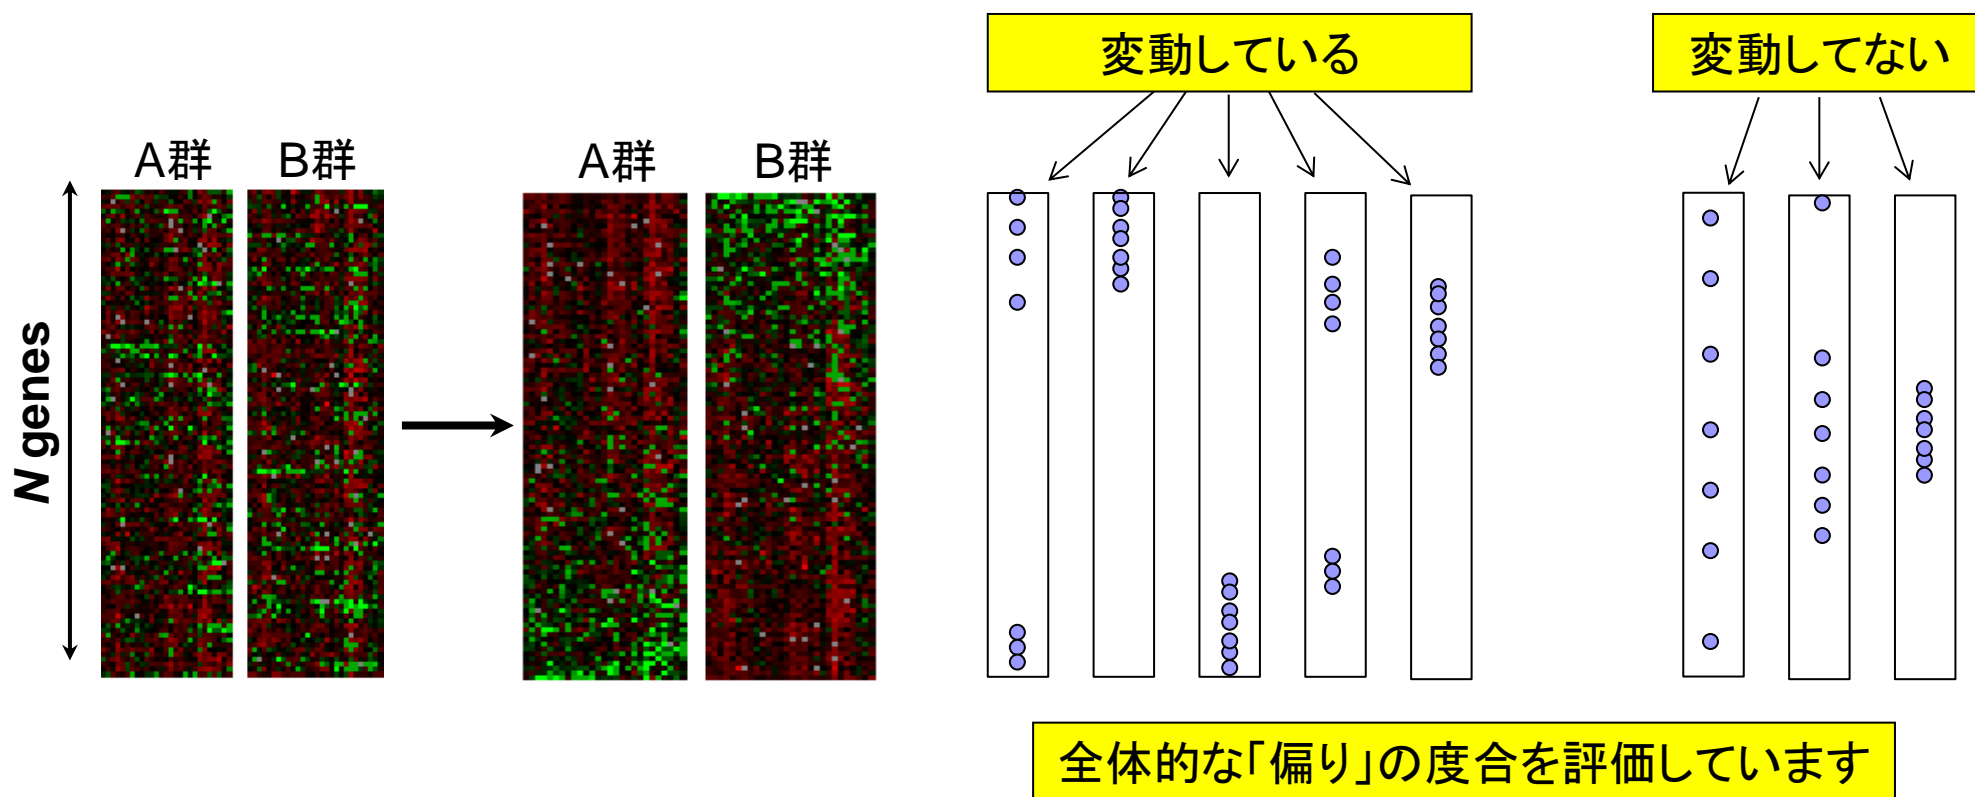 変動している
変動してない
A群 B群
A群 B群
N genes
全体的な「偏り」の度合を評価しています